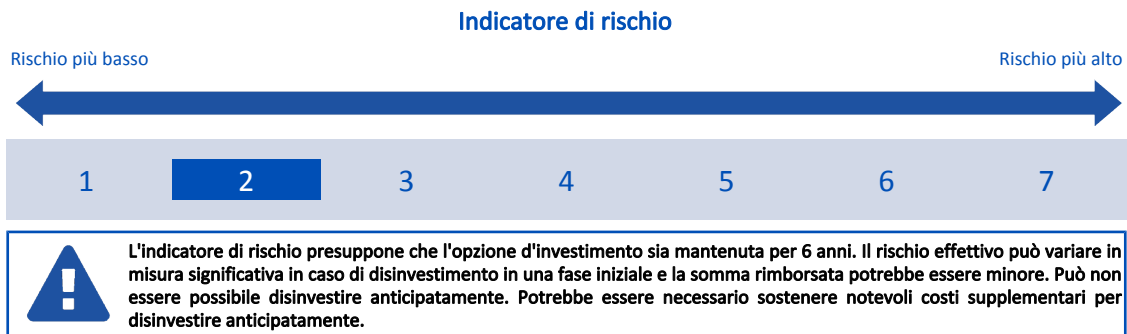 Indicatore di rischio
Rischio più basso
Rischio più alto
1 2 3 4 5 6 7
L'indicatore di rischio presuppone che l'opzione d'investimento sia mantenuta per 6 anni. Il rischio effettivo può variare in
misura significativa in caso di disinvestimento in una fase iniziale e la somma rimborsata potrebbe essere minore. Può non
essere possibile disinvestire anticipatamente. Potrebbe essere necessario sostenere notevoli costi supplementari per
disinvestire anticipatamente.